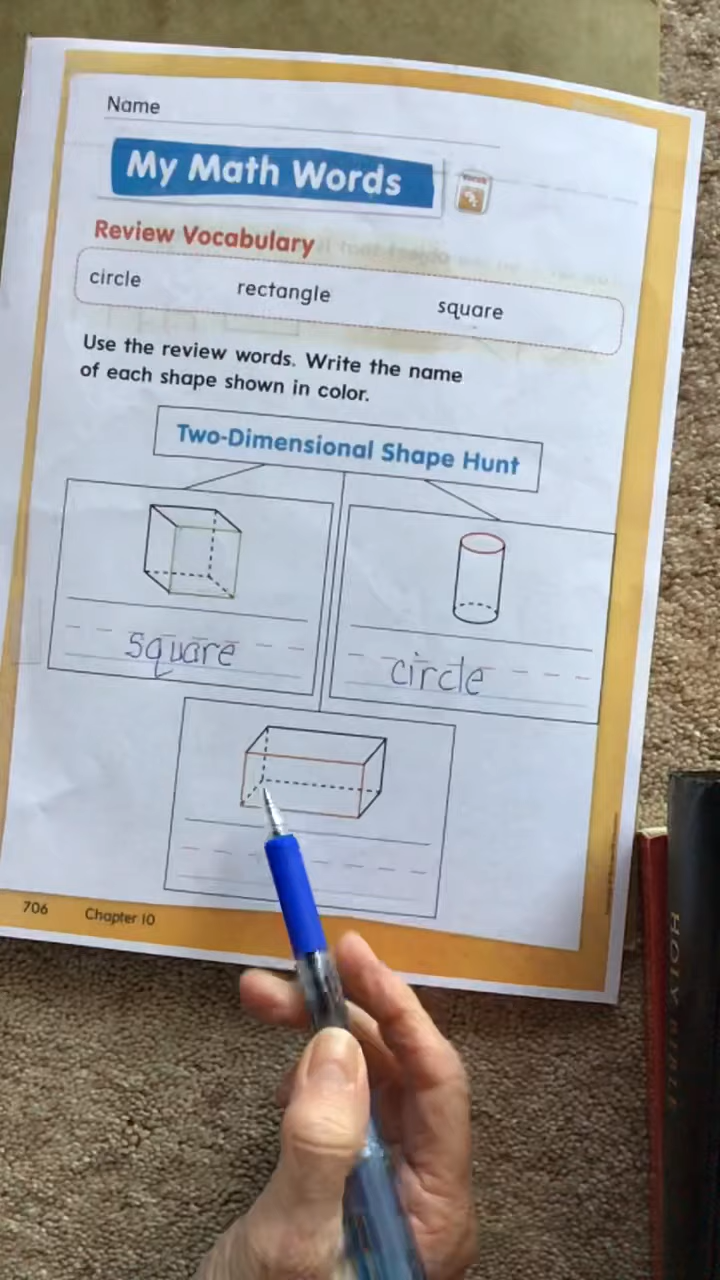 Name
My Math Words
Vocab
Review Vocabulary
circle rectangle square
Use the review words. Write the name
of each shape shown in color.
Two-Dimensional Shape Hunt
square circle
706 Chapter 10
HOLY BIBLE